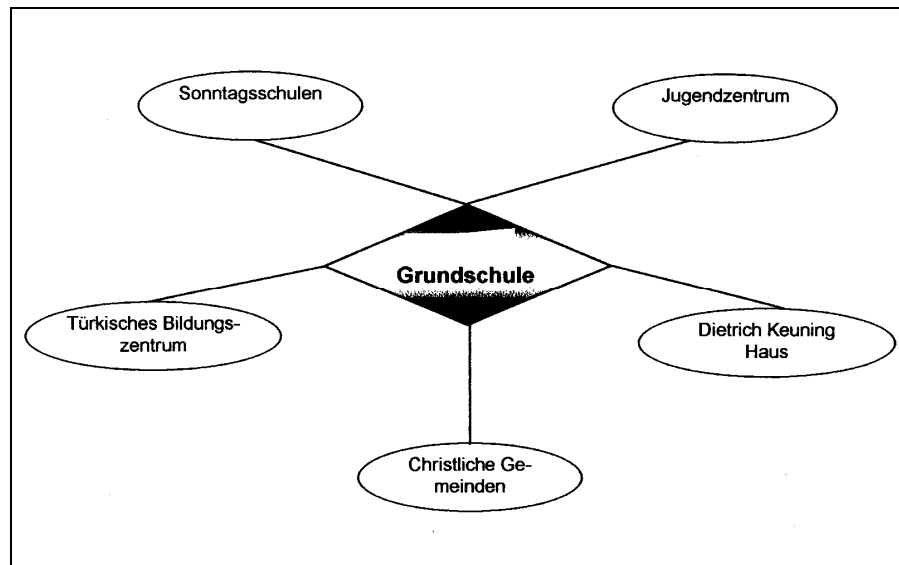 Sonntagsschulen
Jugendzentrum
Grundschule
Türkisches Bildungs-
zentrum
Dietrich Keuning
Haus
Christliche Ge-
meinden